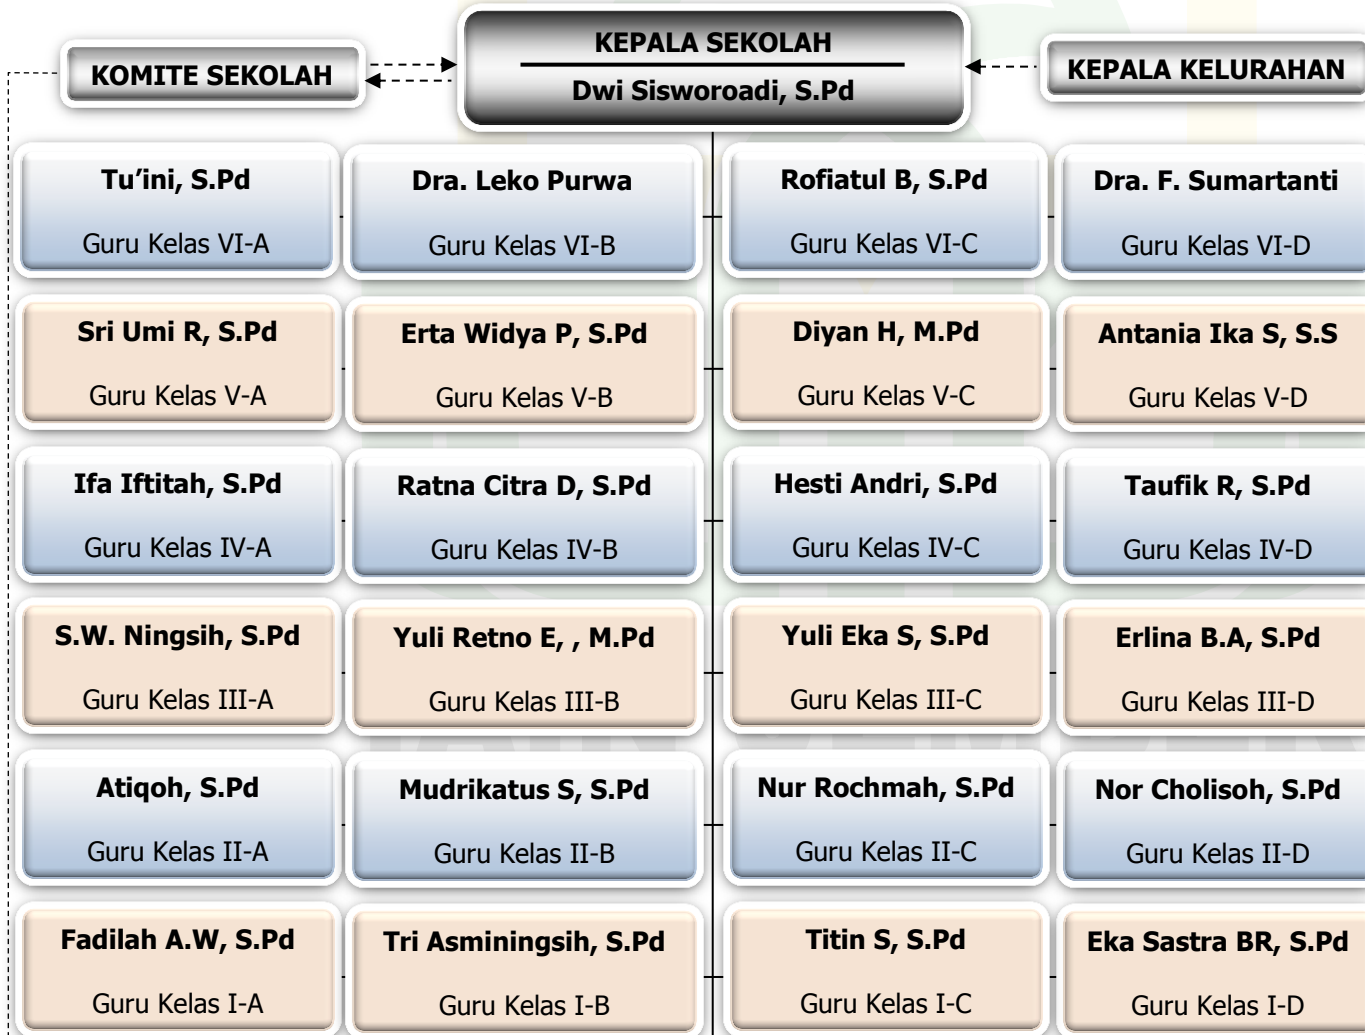 KEPALA SEKOLAH
Dwi Sisworoadi, S.Pd
KOMITE SEKOLAH
KEPALA KELURAHAN
Tu’ini, S.Pd
Guru Kelas VI-A
Dra. Leko Purwa
Guru Kelas VI-B
Rofiatul B, S.Pd
Guru Kelas VI-C
Dra. F. Sumartanti
Guru Kelas VI-D
Sri Umi R, S.Pd
Guru Kelas V-A
Erta Widya P, S.Pd
Guru Kelas V-B
Diyan H, M.Pd
Guru Kelas V-C
Antania Ika S, S.S
Guru Kelas V-D
Ifa Iftitah, S.Pd
Guru Kelas IV-A
Ratna Citra D, S.Pd
Guru Kelas IV-B
Hesti Andri, S.Pd
Guru Kelas IV-C
Taufik R, S.Pd
Guru Kelas IV-D
S.W. Ningsih, S.Pd
Guru Kelas III-A
Yuli Retno E, , M.Pd
Guru Kelas III-B
Yuli Eka S, S.Pd
Guru Kelas III-C
Erlina B.A, S.Pd
Guru Kelas III-D
Atiqoh, S.Pd
Guru Kelas II-A
Mudrikatus S, S.Pd
Guru Kelas II-B
Nur Rochmah, S.Pd
Guru Kelas II-C
Nor Cholisoh, S.Pd
Guru Kelas II-D
Fadilah A.W, S.Pd
Guru Kelas I-A
Tri Asminingsih, S.Pd
Guru Kelas I-B
Titin S, S.Pd
Guru Kelas I-C
Eka Sastra BR, S.Pd
Guru Kelas I-D